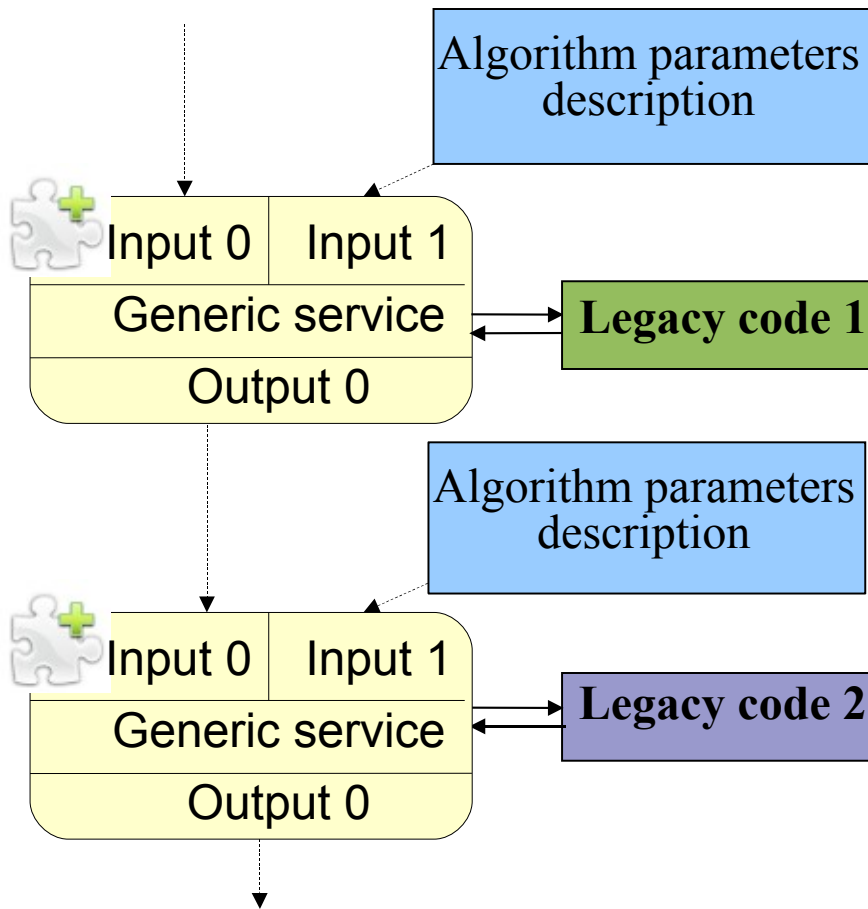 Algorithm parameters
description
Input 0
Input 1
Generic service
Legacy code 1
Output 0
Algorithm parameters
description
Input 0
Input 1
Generic service
Legacy code 2
Output 0